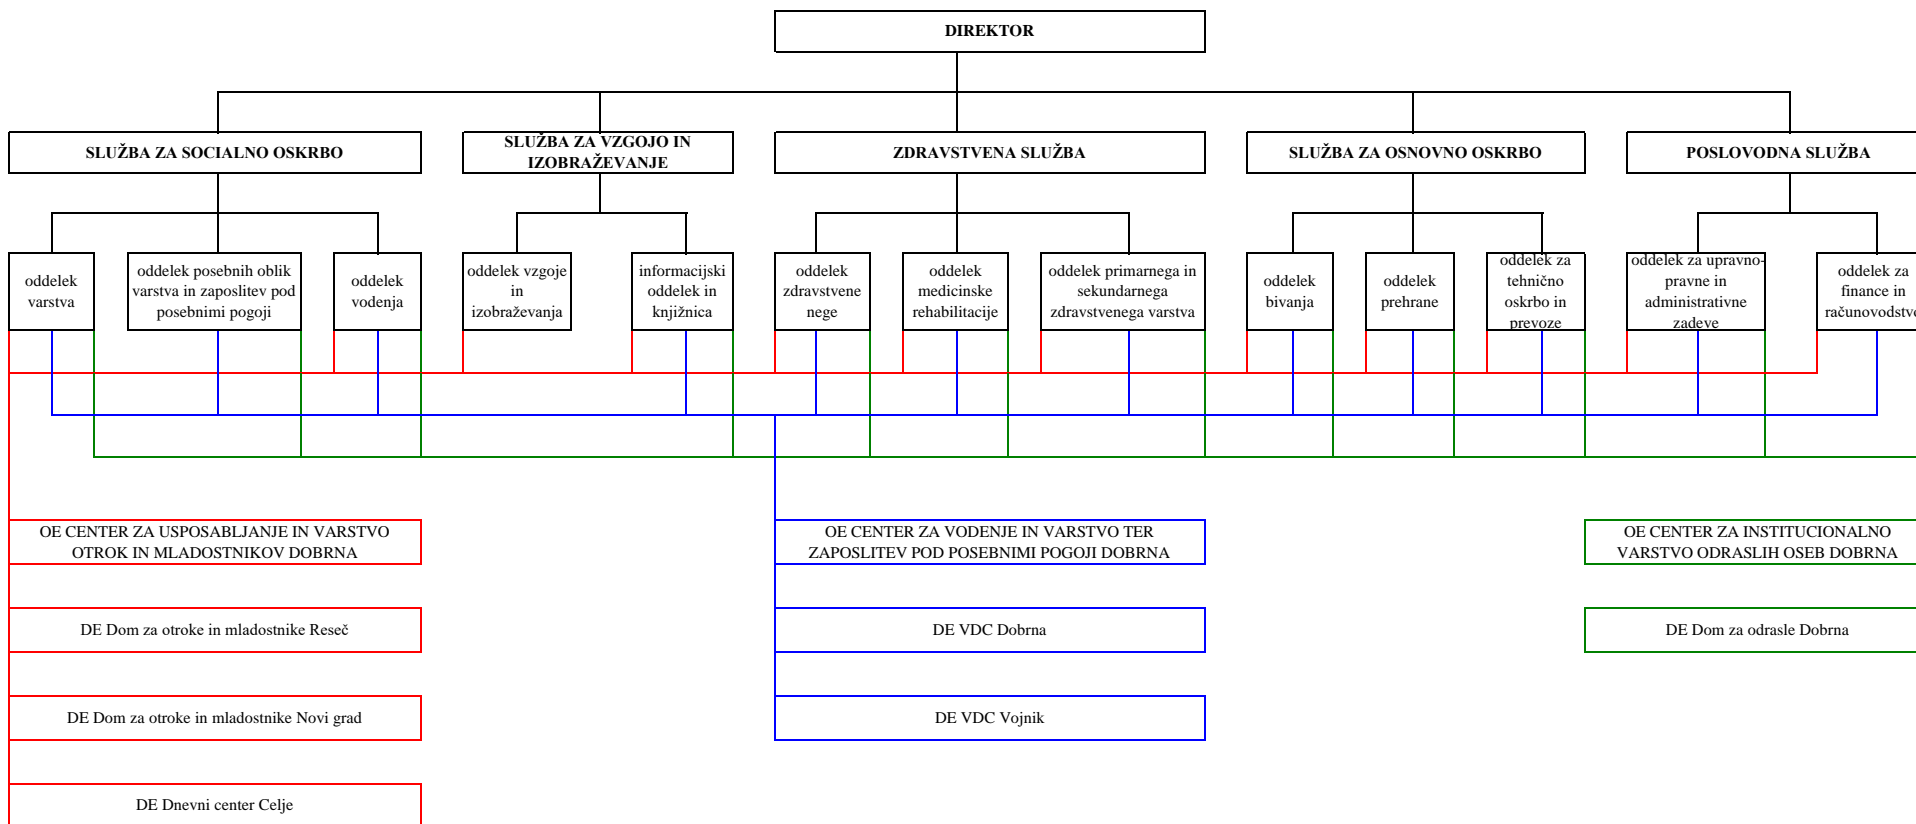 DIREKTOR
SLUŽBA ZA SOCIALNO OSKRBO
SLUŽBA ZA VZGOJO IN
IZOBRAŽEVANJE
ZDRAVSTVENA SLUŽBA
SLUŽBA ZA OSNOVNO OSKRBO
POSLOVODNA SLUŽBA
oddelek
varstva
oddelek posebnih oblik
varstva in zaposlitev pod
posebnimi pogoji
oddelek
vodenja
oddelek vzgoje
in
izobraževanja
informacijski
oddelek in
knjižnica
oddelek
zdravstvene
nege
oddelek
medicinske
rehabilitacije
oddelek primarnega in
sekundarnega
zdravstvenega varstva
oddelek
bivanja
oddelek
prehrane
oddelek za
tehnično
oskrbo in
prevoze
oddelek za upravno-
pravne in
administrativne
zadeve
oddelek za
finance in
računovodstvo
OE CENTER ZA USPOSABLJANJE IN VARSTVO
OTROK IN MLADOSTNIKOV DOBRNA
OE CENTER ZA VODENJE IN VARSTVO TER
ZAPOSLITEV POD POSEBNIMI POGOJI DOBRNA
OE CENTER ZA INSTITUCIONALNO
VARSTVO ODRASLIH OSEB DOBRNA
DE Dom za otroke in mladostnike Reseč
DE VDC Dobrna
DE Dom za odrasle Dobrna
DE Dom za otroke in mladostnike Novi grad
DE VDC Vojnik
DE Dnevni center Celje